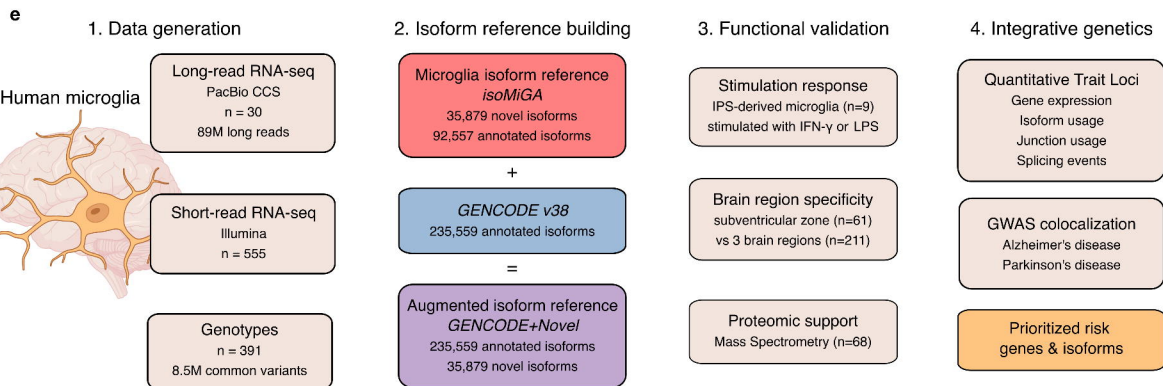 e
1. Data generation
Human microglia
Long-read RNA-seq
PacBio CCS
n = 30
89M long reads
Short-read RNA-seq
Illumina
n = 555
Genotypes
n = 391
8.5M common variants
2. Isoform reference building
Microglia isoform reference
isoMiGA
35,879 novel isoforms
92,557 annotated isoforms
+
GENCODE v38
235,559 annotated isoforms
=
Augmented isoform reference
GENCODE+Novel
235,559 annotated isoforms
35,879 novel isoforms
3. Functional validation
Stimulation response
IPS-derived microglia (n=9)
stimulated with IFN-γ or LPS
Brain region specificity
subventricular zone (n=61)
vs 3 brain regions (n=211)
Proteomic support
Mass Spectrometry (n=68)
4. Integrative genetics
Quantitative Trait Loci
Gene expression
Isoform usage
Junction usage
Splicing events
GWAS colocalization
Alzheimer's disease
Parkinson's disease
Prioritized risk
genes & isoforms